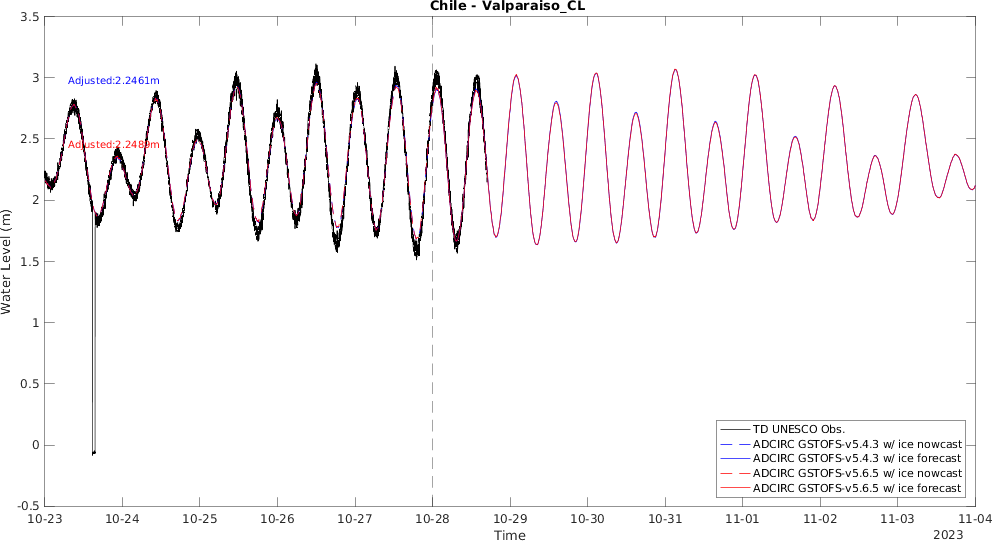 Chile - Valparaiso_CL
3.5
3
2.5
2
1.5
1
0.5
0
-0.5
Water Level (m)
Adjusted:2.2461m
Adjusted:2.2489m
TD UNESCO Obs.
ADCIRC GSTOFS-v5.4.3 w/ ice nowcast
ADCIRC GSTOFS-v5.4.3 w/ ice forecast
ADCIRC GSTOFS-v5.6.5 w/ ice nowcast
ADCIRC GSTOFS-v5.6.5 w/ ice forecast
10-23 10-24 10-25 10-26 10-27 10-28 10-29 10-30 10-31 11-01 11-02 11-03 11-04
Time
2023